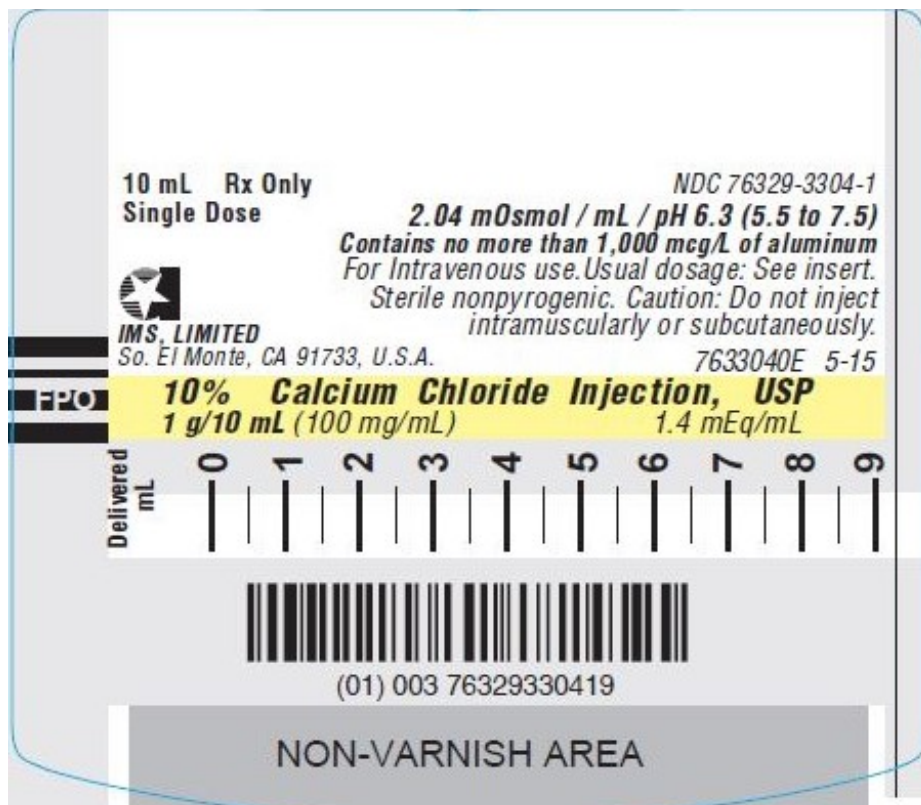 10 mL Rx Only
Single Dose
NDC 76329-3304-1
2.04 mOsmol / mL / pH 6.3 (5.5 to 7.5)
Contains no more than 1,000 mcg/L of aluminum
For Intravenous use.Usual dosage: See insert.
Sterile nonpyrogenic. Caution: Do not inject
intramuscularly or subcutaneously.
IMS, LIMITED
So. El Monte, CA 91733, U.S.A.
7633040E 5-15
FPO
10% Calcium Chloride Injection, USP
1 g/10 mL (100 mg/mL) 1.4 mEq/mL
Delivered
mL
0 1 2 3 4 5 6 7 8 9
(01) 003 76329330419
NON-VARNISH AREA